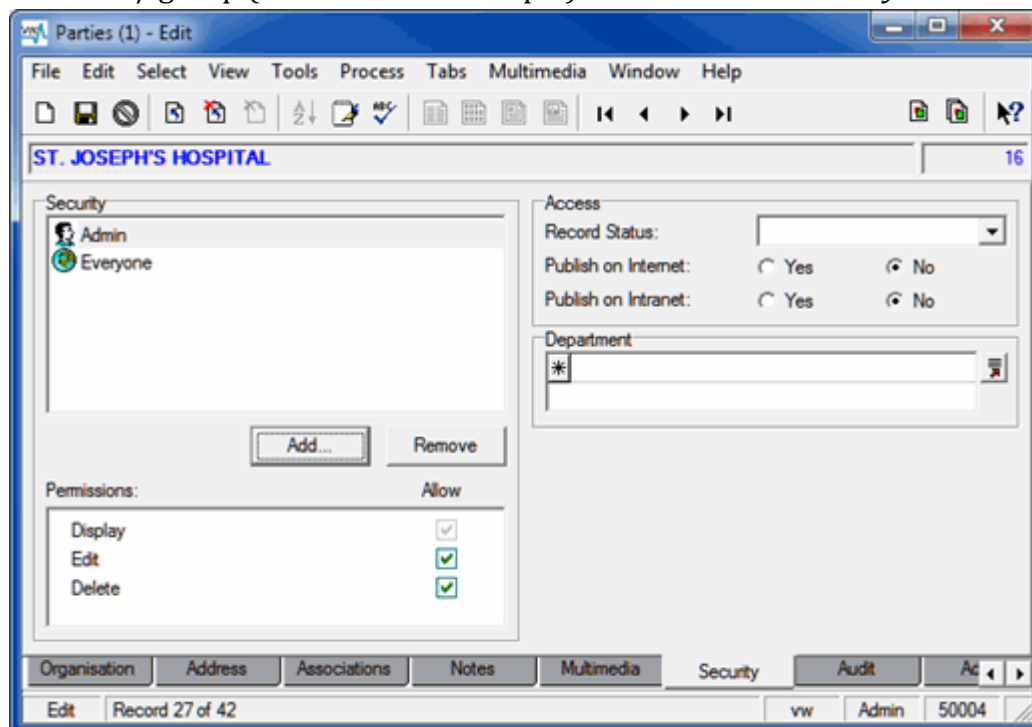 Parties (1) - Edit
File Edit Select View Tools Process Tabs Multimedia Window Help
ST. JOSEPH'S HOSPITAL 16
Security
Admin
Everyone
Add... Remove
Permissions: Allow
Display
Edit
Delete
Access
Record Status:
Publish on Internet: Yes No
Publish on Intranet: Yes No
Department
Organisation Address Associations Notes Multimedia Security Audit
Edit Record 27 of 42 vw Admin 50004